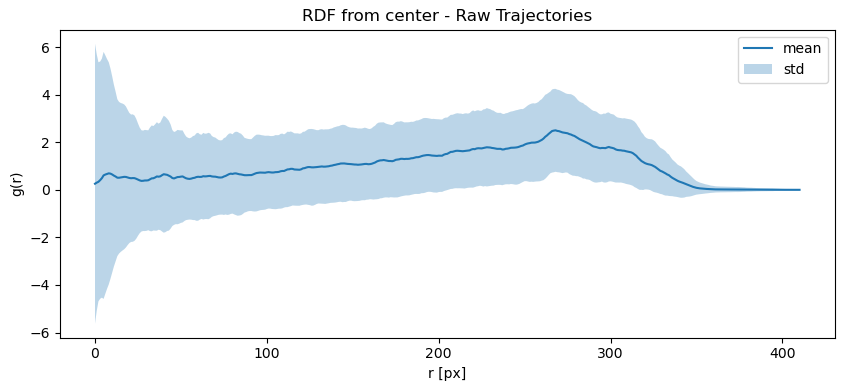 RDF from center - Raw Trajectories
mean
std
g(r)
6
4
2
0
−2
−4
−6
0
100
200
300
400
r [px]